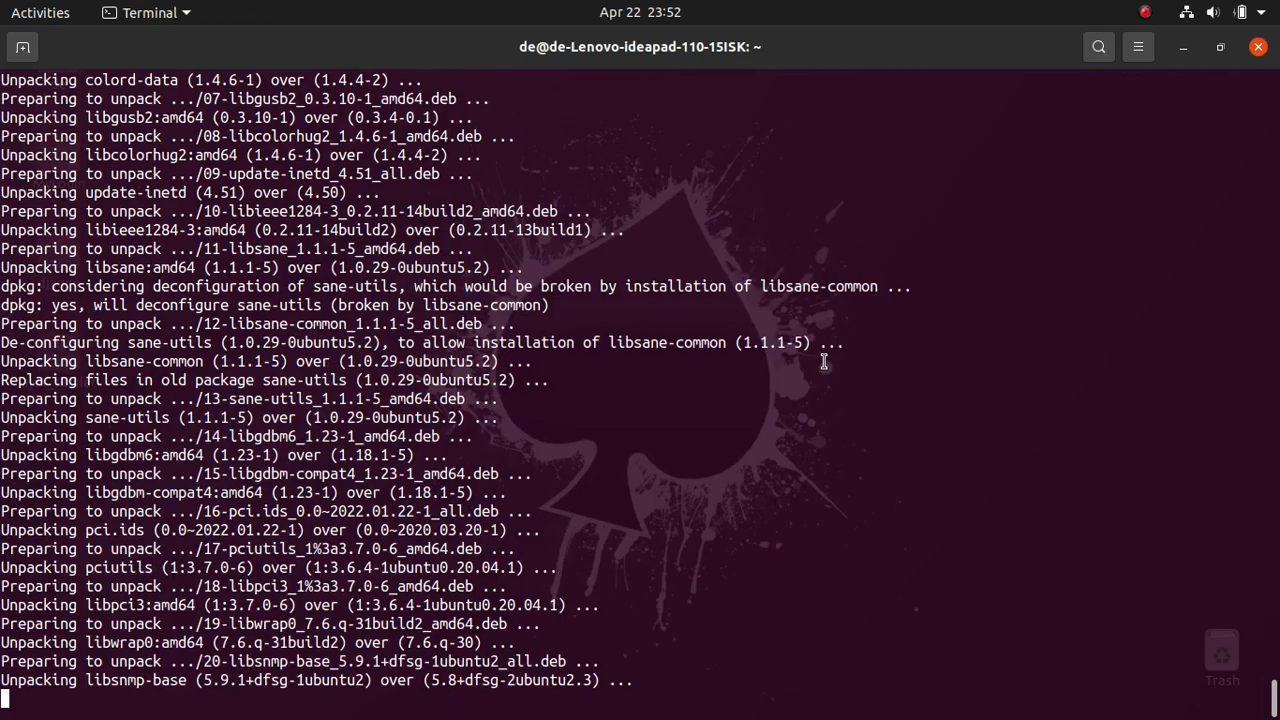 Activities
Terminal
Apr 22 23:52
de@de-Lenovo-ideapad-110-15ISK: ~
Unpacking colord-data (1.4.6-1) over (1.4.4-2) ...
Preparing to unpack .../07-libgusb2_0.3.10-1_amd64.deb ...
Unpacking libgusb2:amd64 (0.3.10-1) over (0.3.4-0.1) ...
Preparing to unpack .../08-libcolorhug2_1.4.6-1_amd64.deb ...
Unpacking libcolorhug2:amd64 (1.4.6-1) over (1.4.4-2) ...
Preparing to unpack .../09-update-inetd_4.51_all.deb ...
Unpacking update-inetd (4.51) over (4.50) ...
Preparing to unpack .../10-libieee1284-3_0.2.11-14build2_amd64.deb ...
Unpacking libieee1284-3:amd64 (0.2.11-14build2) over (0.2.11-13build1) ...
Preparing to unpack .../11-libsane_1.1.1-5_amd64.deb ...
Unpacking libsane:amd64 (1.1.1-5) over (1.0.29-0ubuntu5.2) ...
dpkg: considering deconfiguration of sane-utils, which would be broken by installation of libsane-common ...
dpkg: yes, will deconfigure sane-utils (broken by libsane-common)
Preparing to unpack .../12-libsane-common_1.1.1-5_all.deb ...
De-configuring sane-utils (1.0.29-0ubuntu5.2), to allow installation of libsane-common (1.1.1-5) ...
Unpacking libsane-common (1.1.1-5) over (1.0.29-0ubuntu5.2) ...
Replacing files in old package sane-utils (1.0.29-0ubuntu5.2) ...
Preparing to unpack .../13-sane-utils_1.1.1-5_amd64.deb ...
Unpacking sane-utils (1.1.1-5) over (1.0.29-0ubuntu5.2) ...
Preparing to unpack .../14-libgdbm6_1.23-1_amd64.deb ...
Unpacking libgdbm6:amd64 (1.23-1) over (1.18.1-5) ...
Preparing to unpack .../15-libgdbm-compat4_1.23-1_amd64.deb ...
Unpacking libgdbm-compat4:amd64 (1.23-1) over (1.18.1-5) ...
Preparing to unpack .../16-pci.ids_0.0~2022.01.22-1_all.deb ...
Unpacking pci.ids (0.0~2022.01.22-1) over (0.0~2020.03.20-1) ...
Preparing to unpack .../17-pciutils_1%3a3.7.0-6_amd64.deb ...
Unpacking pciutils (1:3.7.0-6) over (1:3.6.4-1ubuntu0.20.04.1) ...
Preparing to unpack .../18-libpci3_1%3a3.7.0-6_amd64.deb ...
Unpacking libpci3:amd64 (1:3.7.0-6) over (1:3.6.4-1ubuntu0.20.04.1) ...
Preparing to unpack .../19-libwrap0_7.6.q-31build2_amd64.deb ...
Unpacking libwrap0:amd64 (7.6.q-31build2) over (7.6.q-30) ...
Preparing to unpack .../20-libsnmp-base_5.9.1+dfsg-1ubuntu2_all.deb ...
Unpacking libsnmp-base (5.9.1+dfsg-1ubuntu2) over (5.8+dfsg-2ubuntu2.3) ...
Trash